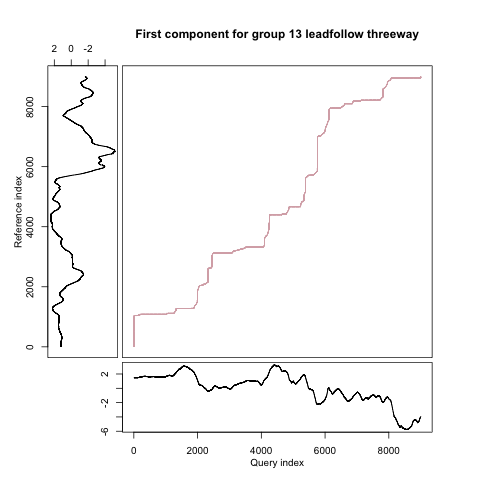 First component for group 13 leadfollow threeway
2 0 -2
Reference index
8000
6000
4000
2000
0
2
-2
-6
0 2000 4000 6000 8000
Query index